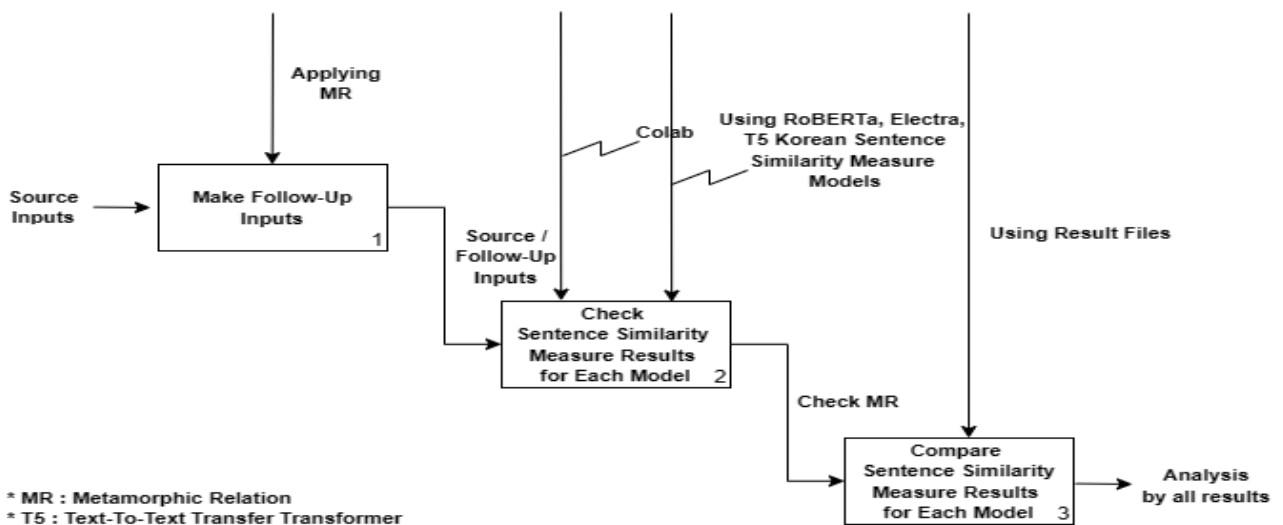 Applying
MR
Colab
Using RoBERTa, Electra,
T5 Korean Sentence
Similarity Measure
Models
Source
Inputs
Make Follow-Up
Inputs
1
Source /
Follow-Up
Inputs
Using Result Files
Check
Sentence Similarity
Measure Results
for Each Model
2
Check MR
Compare
Sentence Similarity
Measure Results
for Each Model
3
Analysis
by all results
* MR : Metamorphic Relation
* T5 : Text-To-Text Transfer Transformer